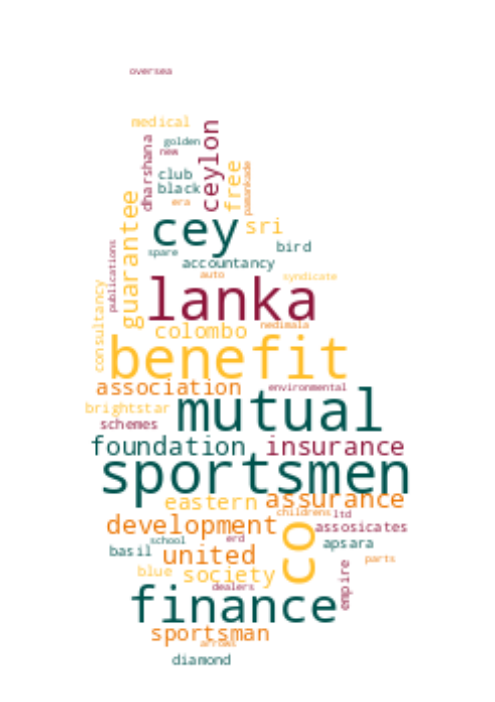 oversea
medical
dharshana
golden
new
ceylon
club
black
free
pamankade
era
guarantee
cey
sri
bird
publications
spare
accountancy
auto
syndicate
consultancy
lanka
colombo
nedimala
benefit
association
environmental
brightstar
mutual
schemes
foundation
insurance
sportsmen
eastern
assurance
childrens
ltd
development
assosicates
school
erd
co
apsara
basil
united
parts
blue
society
empire
dealers
finance
sportsman
arrows
diamond